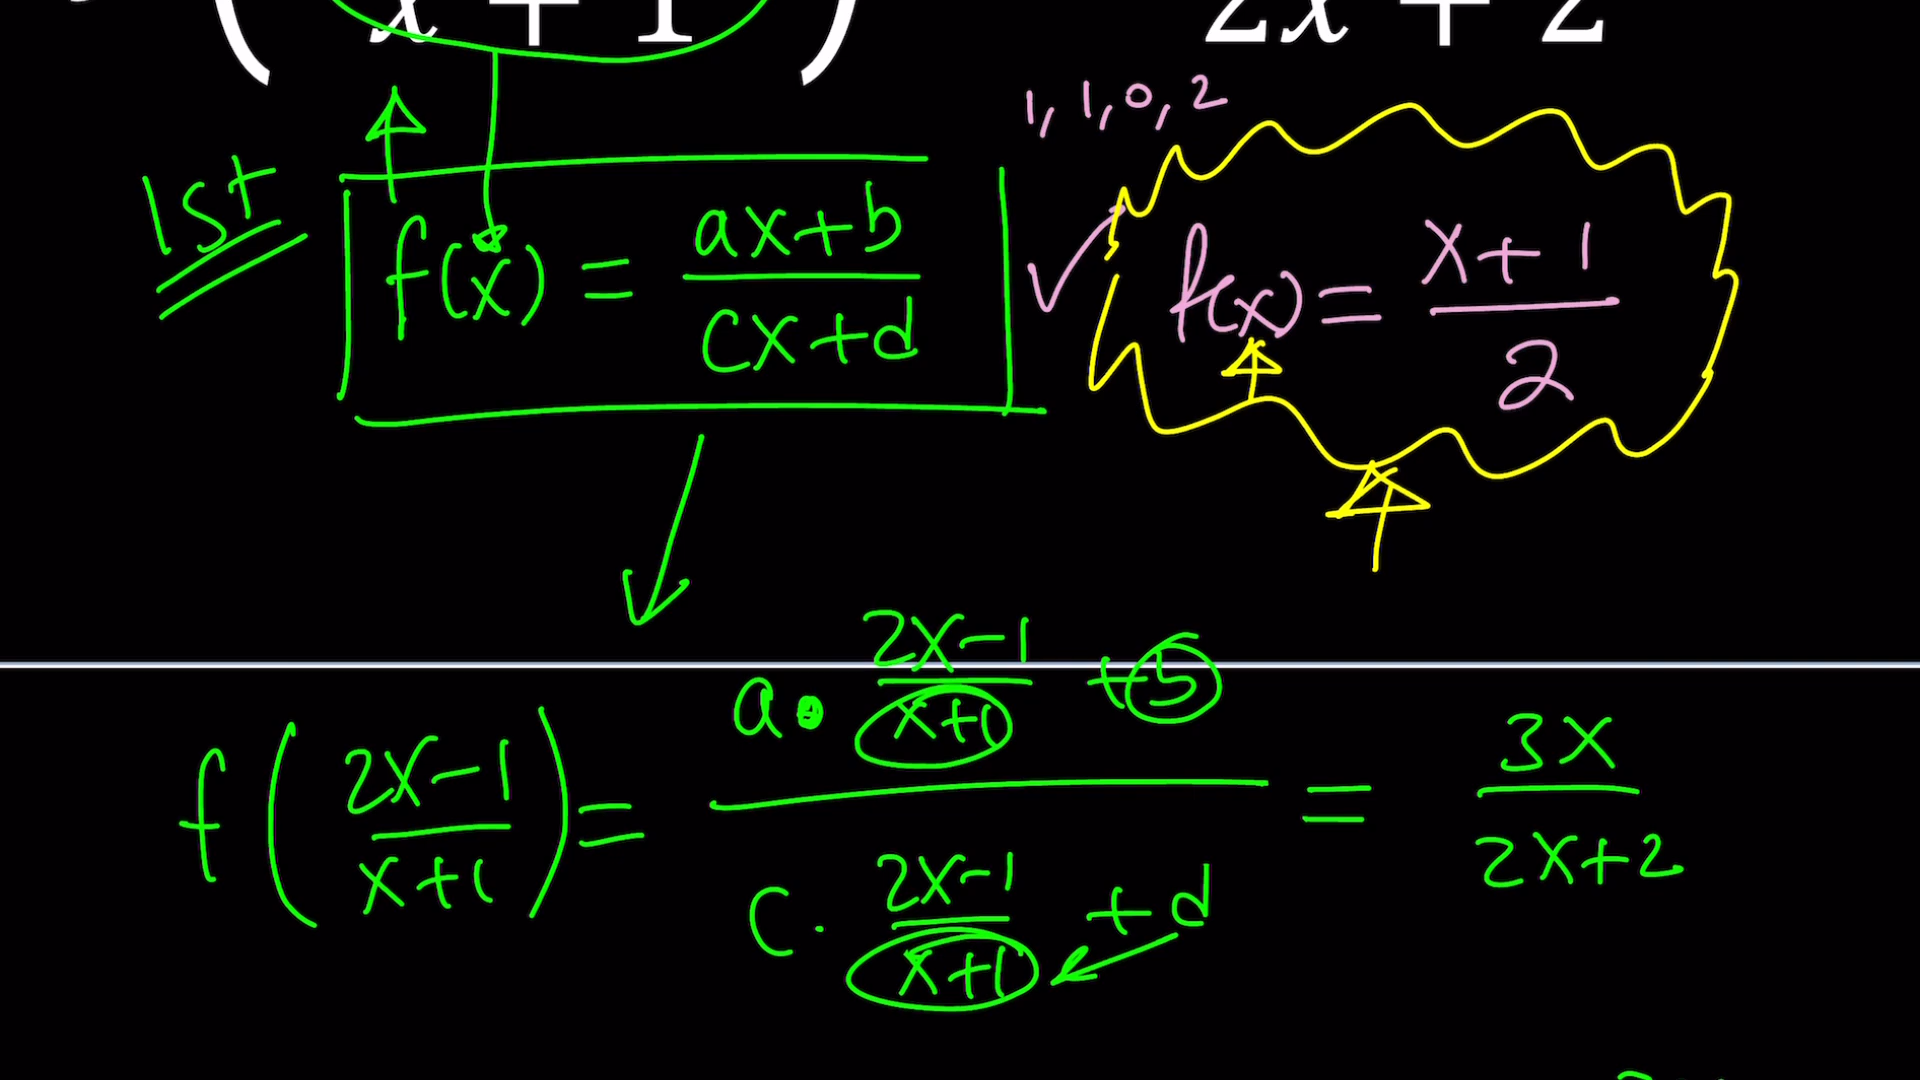 ( x + 1 ) 2x + 2
1, 1, 0, 2
1st f(x) = (ax+b)/(cx+d) ✓ f(x) = (x+1)/2
f((2x-1)/(x+1)) = (a·(2x-1)/(x+1) + b)/(c·(2x-1)/(x+1) + d) = 3x/(2x+2)